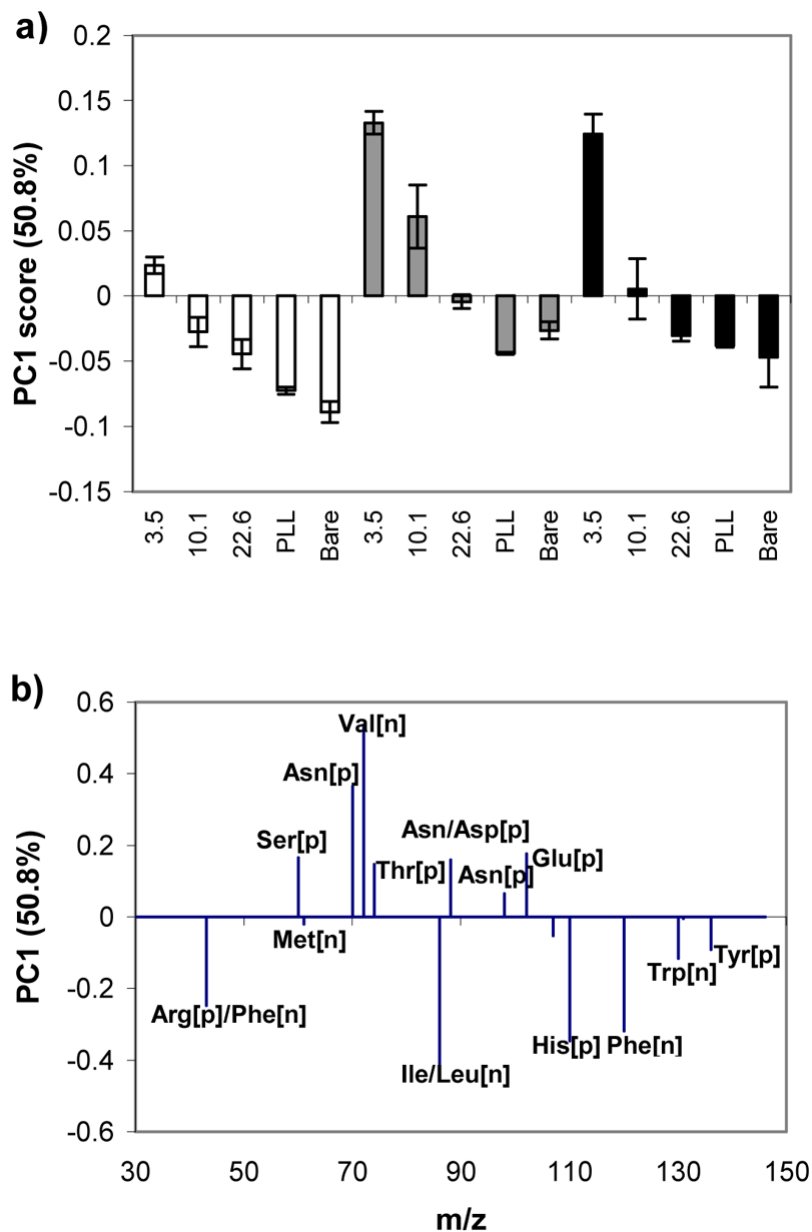 a)
PC1 score (50.8%)
0.2
0.15
0.1
0.05
0
-0.05
-0.1
-0.15
3.5
10.1
22.6
PLL
Bare
3.5
10.1
22.6
PLL
Bare
3.5
10.1
22.6
PLL
Bare
b)
PC1 (50.8%)
0.6
0.4
0.2
0
-0.2
-0.4
-0.6
Val[n]
Asn[p]
Ser[p]
Asn/Asp[p]
Thr[p]
Asn[p]
Glu[p]
Met[n]
Tyr[p]
Trp[n]
Arg[p]/Phe[n]
His[p]
Phe[n]
Ile/Leu[n]
30
50
70
90
110
130
150
m/z